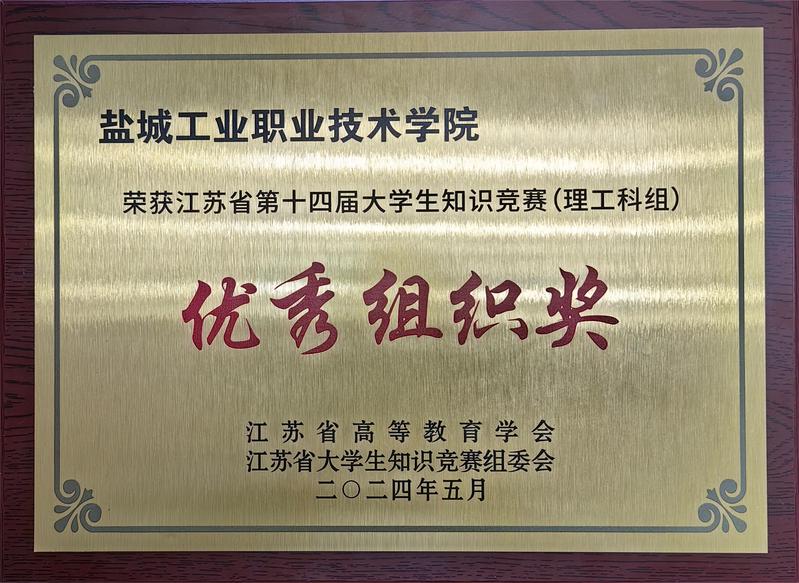 盐城工业职业技术学院
荣获江苏省第十四届大学生知识竞赛(理工科组)
优秀组织奖
江苏省高等教育学会
江苏省大学生知识竞赛组委会
二〇二四年五月